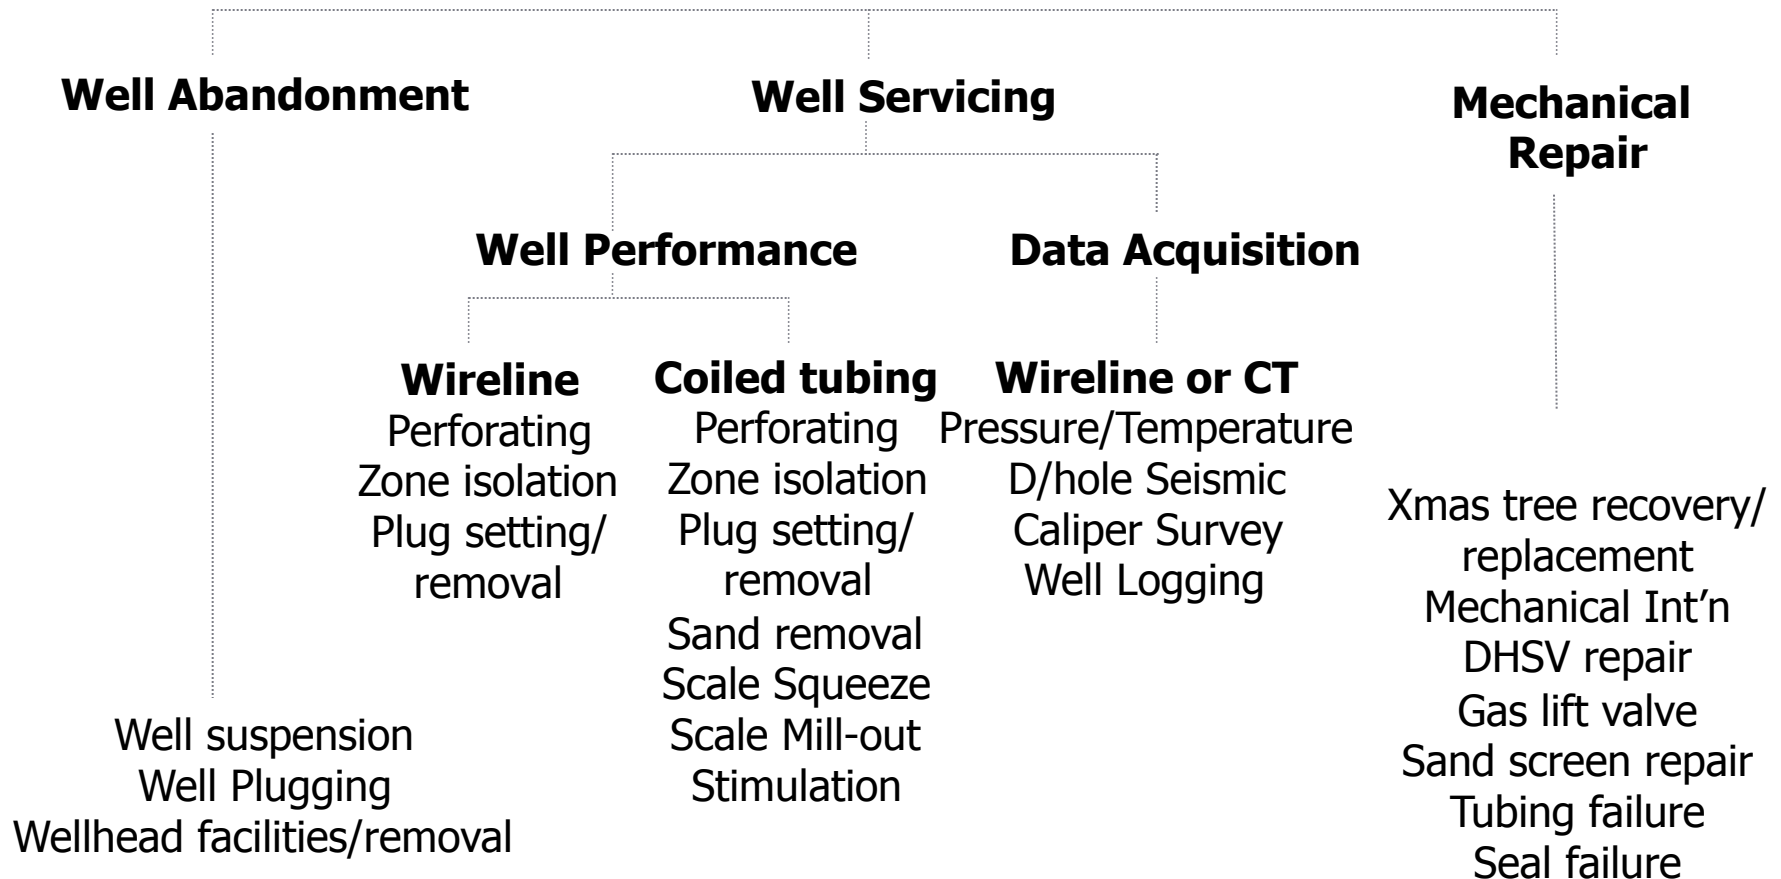 Well Abandonment
Well Servicing
Mechanical
Repair
Well Performance
Data Acquisition
Wireline
Perforating
Zone isolation
Plug setting/
removal
Coiled tubing
Perforating
Zone isolation
Plug setting/
removal
Sand removal
Scale Squeeze
Scale Mill-out
Stimulation
Wireline or CT
Pressure/Temperature
D/hole Seismic
Caliper Survey
Well Logging
Xmas tree recovery/
replacement
Mechanical Int’n
DHSV repair
Gas lift valve
Sand screen repair
Tubing failure
Seal failure
Well suspension
Well Plugging
Wellhead facilities/removal